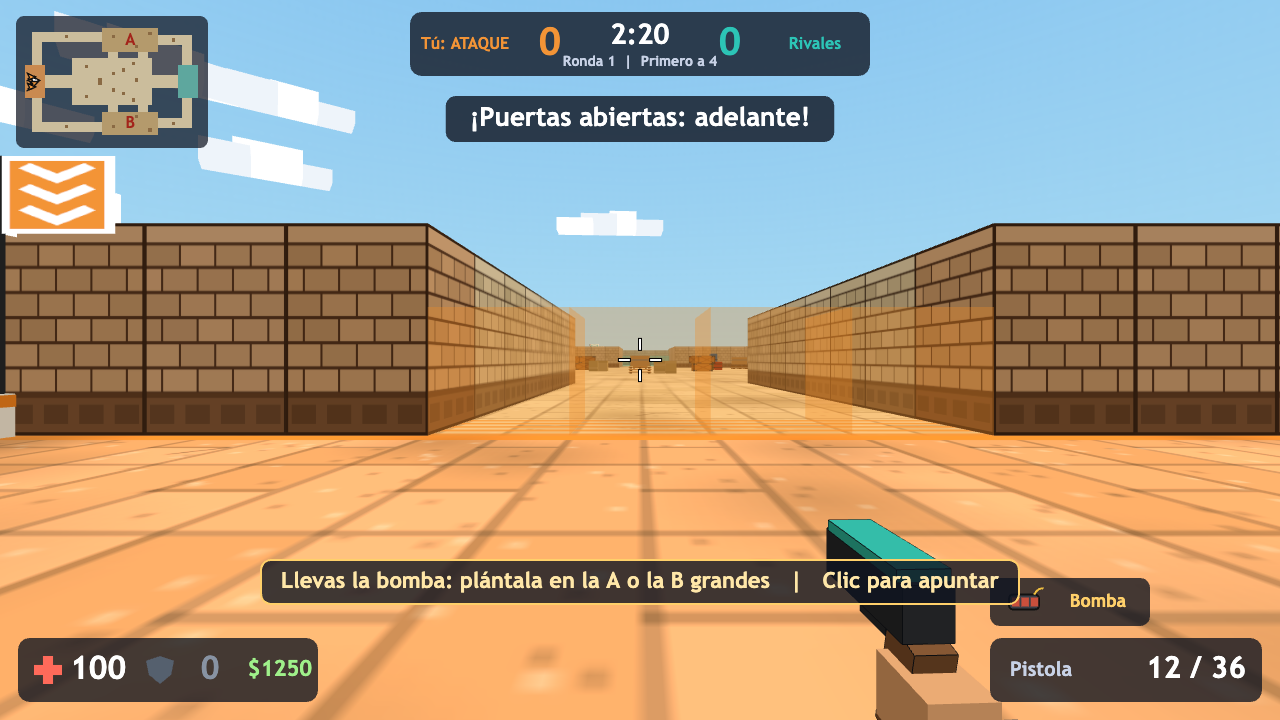 A
B
Tú: ATAQUE 0 2:20 0 Rivales
Ronda 1 | Primero a 4
¡Puertas abiertas: adelante!
Llevas la bomba: plántala en la A o la B grandes | Clic para apuntar
Bomba
100 0 $1250
Pistola 12 / 36